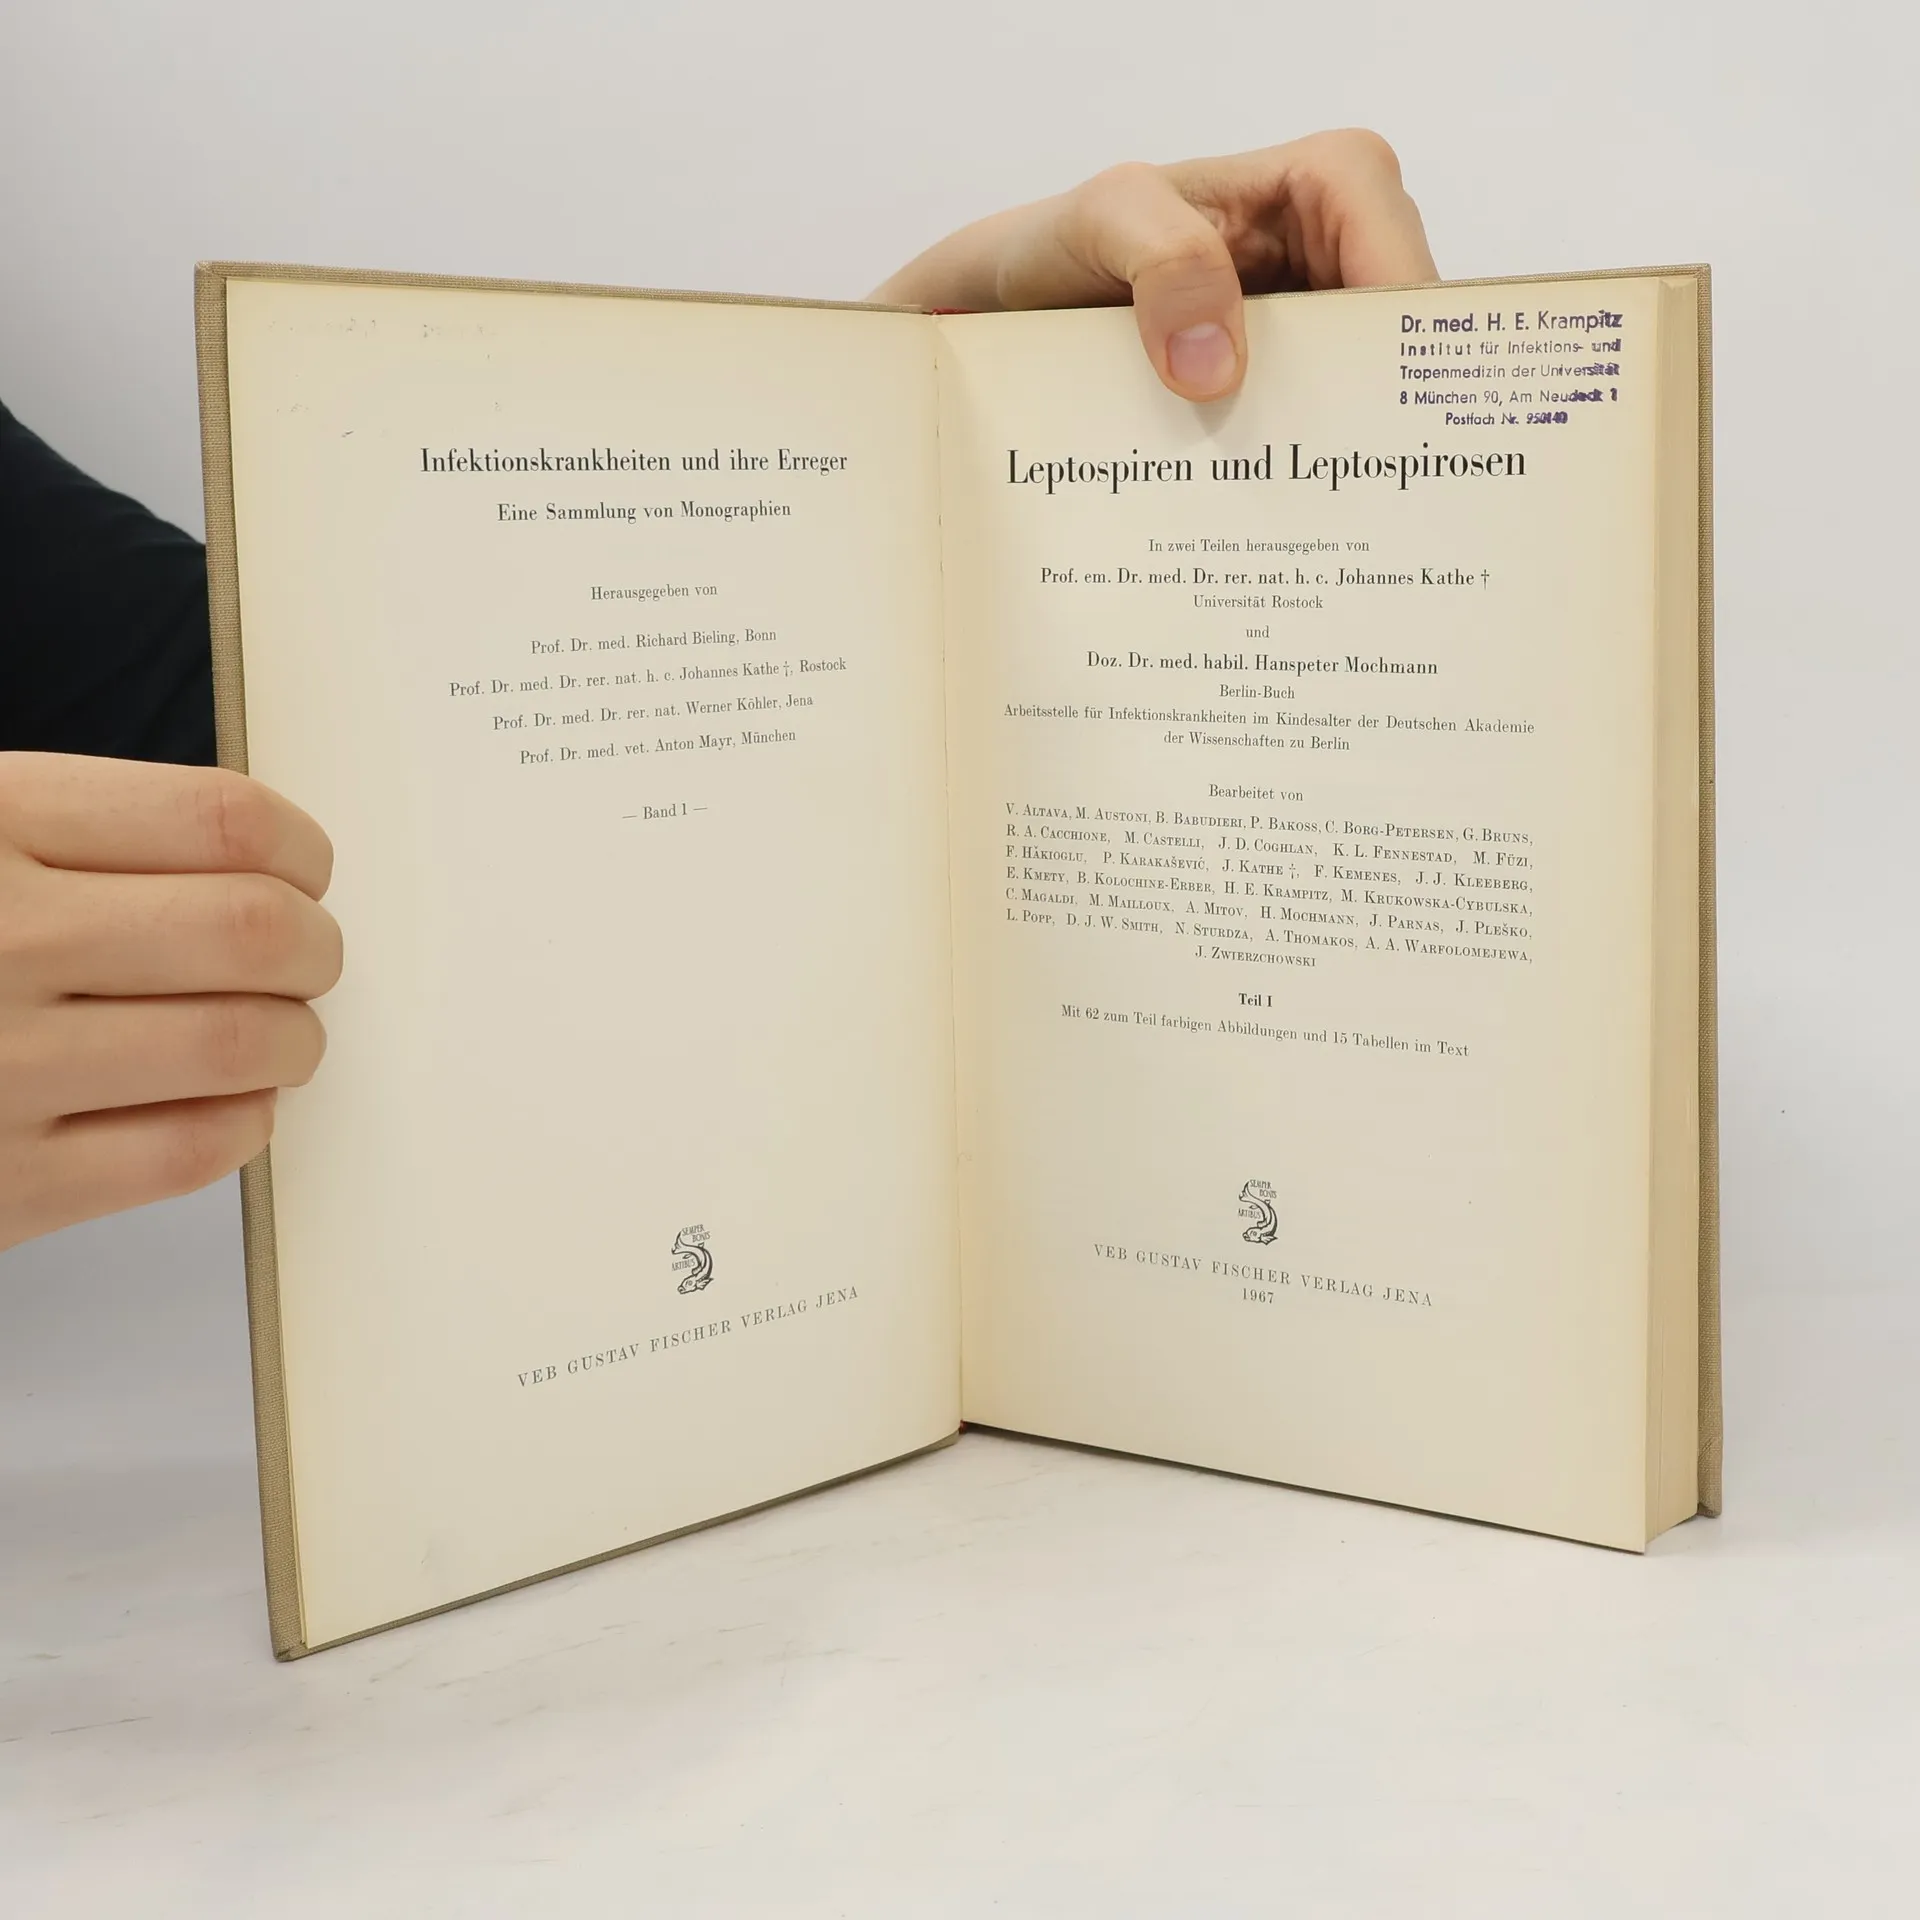 Infektionskrankheiten und ihre Erreger
Eine Sammlung von Monographien
Herausgegeben von
Prof. Dr. med. Richard Bieling, Bonn
Prof. Dr. med. Dr. rer. nat. h. c. Johannes Kathe †, Rostock
Prof. Dr. med. Dr. rer. nat. Werner Köhler, Jena
Prof. Dr. med. vet. Anton Mayr, München
— Band 1 —
SEMPER
BONIS
ARTIBUS
VEB GUSTAV FISCHER VERLAG JENA
Dr. med. H. E. Krampitz
Institut für Infektions- und
Tropenmedizin der Universität
8 München 90, Am Neudeck 1
Postfach Nr.
Leptospiren und Leptospirosen
In zwei Teilen herausgegeben von
Prof. em. Dr. med. Dr. rer. nat. h. c. Johannes Kathe †
Universität Rostock
und
Doz. Dr. med. habil. Hanspeter Mochmann
Berlin-Buch
Arbeitsstelle für Infektionskrankheiten im Kindesalter der Deutschen Akademie
der Wissenschaften zu Berlin
Bearbeitet von
V. ALTAVA, M. AUSTONI, B. BABUDIERI, P. BAKOSS, C. BORG-PETERSEN, G. BRUNS,
R. A. CACCHIONE, M. CASTELLI, J. D. COGHLAN, K. L. FENNESTAD, M. FÜZI,
F. HÂKIOGLU, P. KARAKAŠEVIĆ, J. KATHE †, F. KEMENES, J. J. KLEEBERG,
E. KMETY, B. KOLOCHINE-ERBER, H. E. KRAMPITZ, M. KRUKOWSKA-CYBULSKA,
C. MAGALDI, M. MAILLOUX, A. MITOV, H. MOCHMANN, J. PARNAS, J. PLEŠKO,
L. POPP, D. J. W. SMITH, N. STURDZA, A. THOMAKOS, A. A. WARFOLOMEJEWA,
J. ZWIERZCHOWSKI
Teil I
Mit 62 zum Teil farbigen Abbildungen und 15 Tabellen im Text
SEMPER
BONIS
ARTIBUS
VEB GUSTAV FISCHER VERLAG JENA
1967